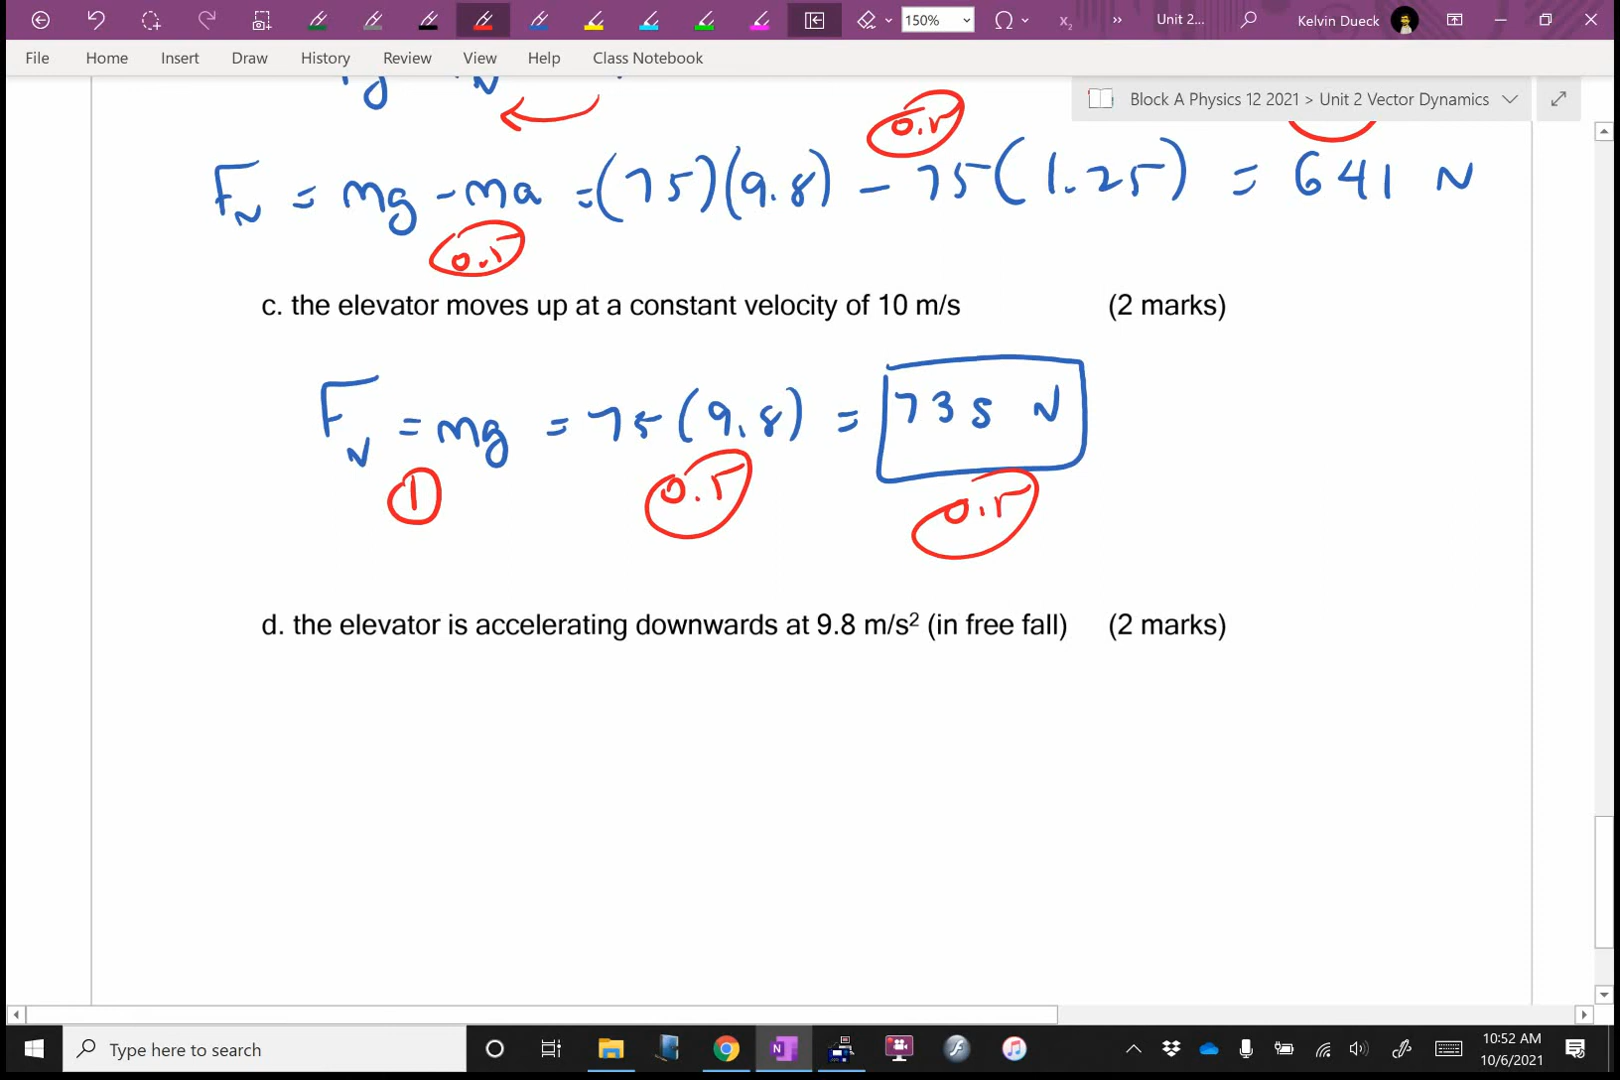 150%
Unit 2...
Kelvin Dueck
File Home Insert Draw History Review View Help Class Notebook
Block A Physics 12 2021 > Unit 2 Vector Dynamics
0.5
F_N = mg - ma = (75)(9.8) - 75(1.25) = 641 N
0.5
c. the elevator moves up at a constant velocity of 10 m/s (2 marks)
F_N = mg = 75(9.8) = 735 N
1 0.5 0.5
d. the elevator is accelerating downwards at 9.8 m/s² (in free fall) (2 marks)
Type here to search
10:52 AM
10/6/2021